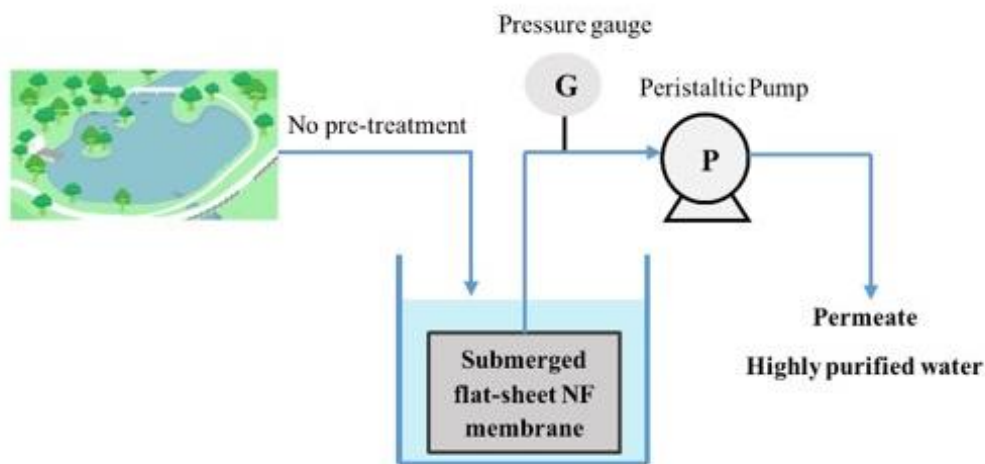 Pressure gauge
G
Peristaltic Pump
No pre-treatment
P
Submerged
flat-sheet NF
membrane
Permeate
Highly purified water